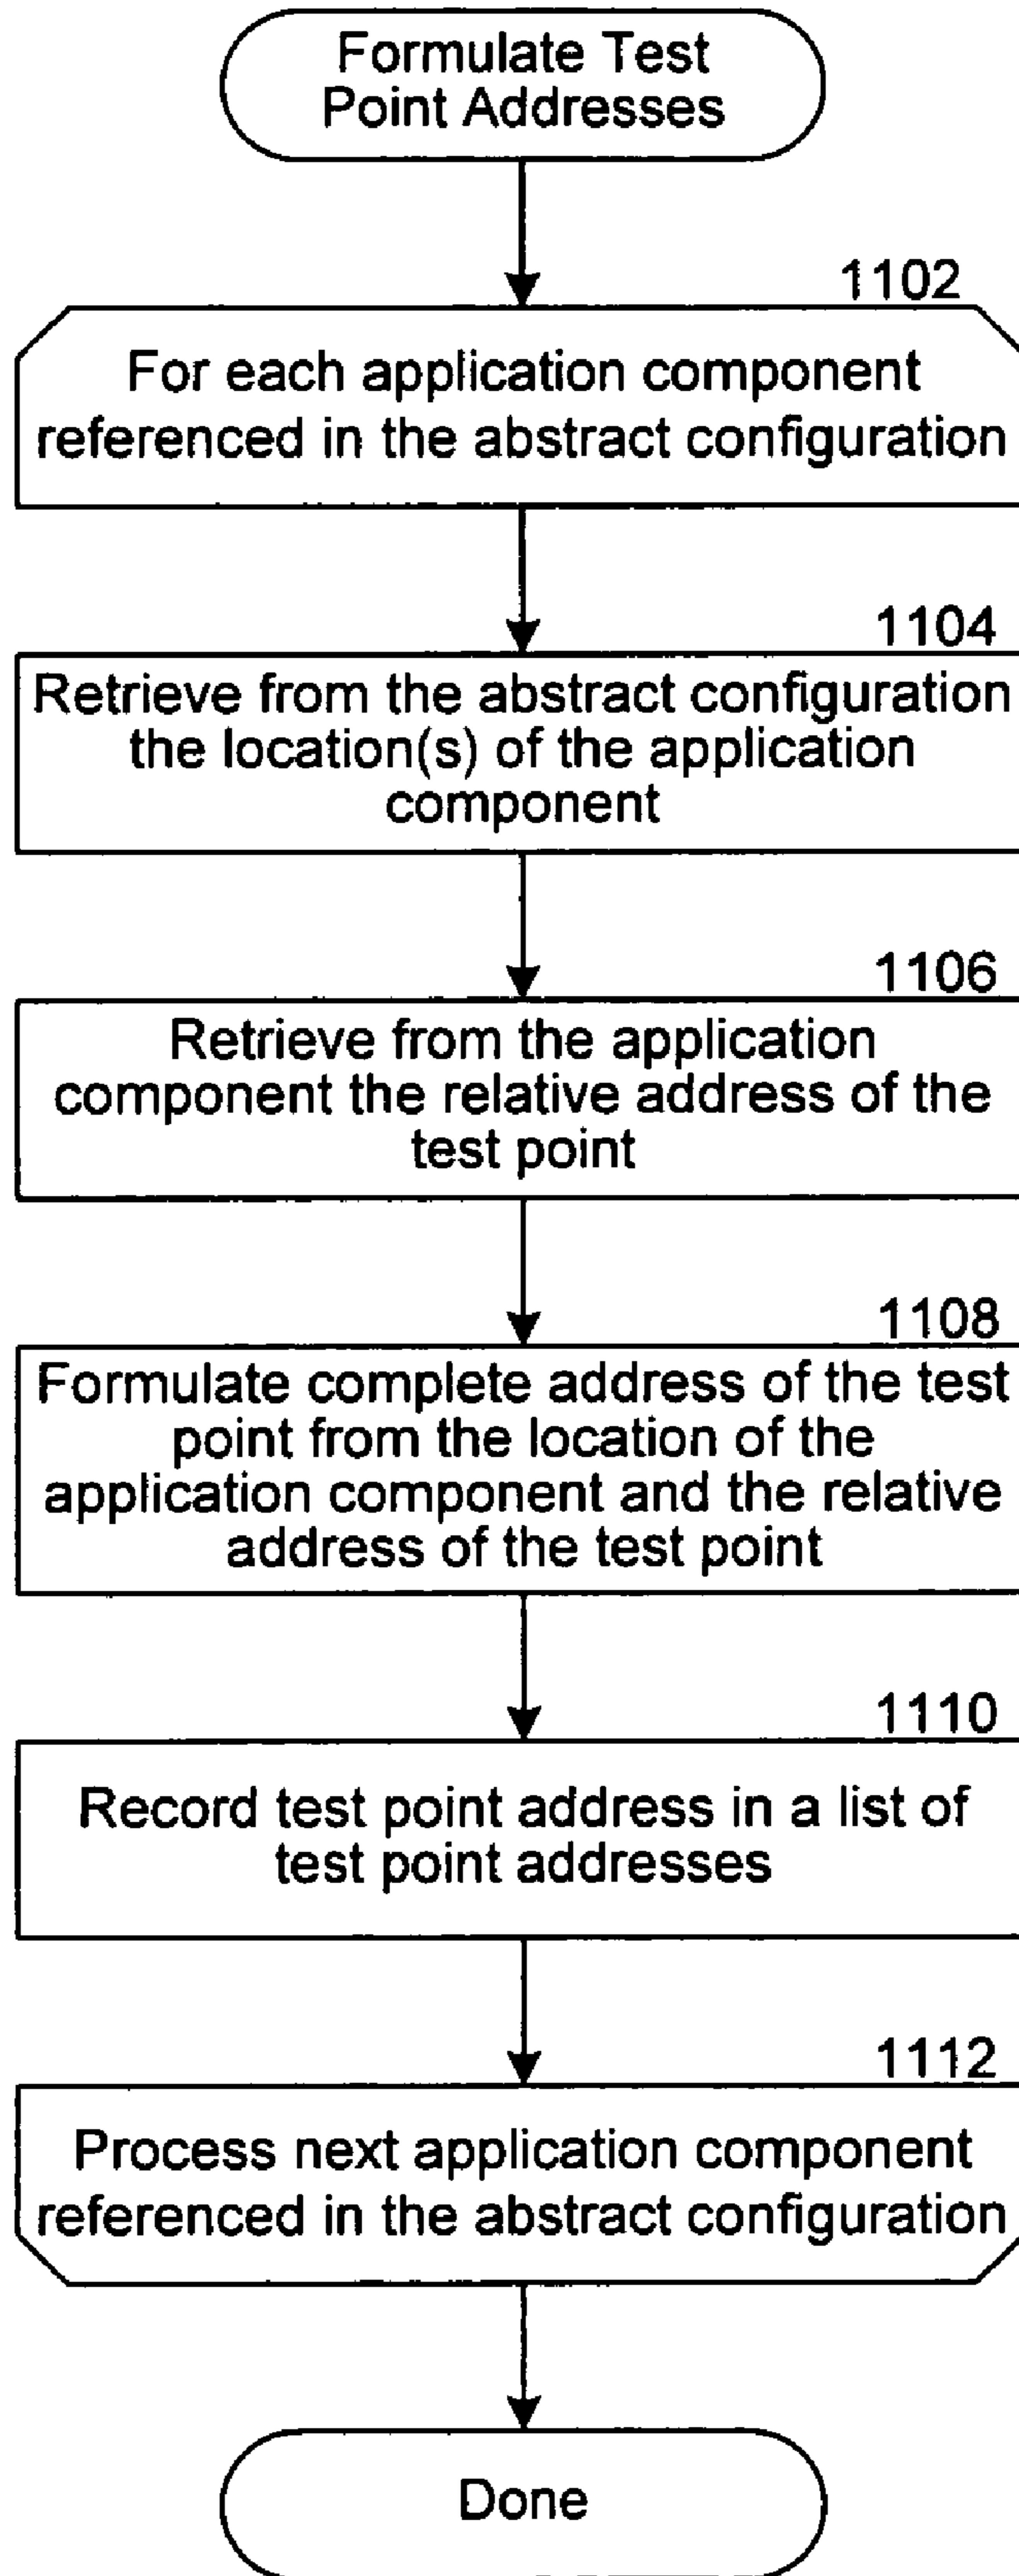 Formulate Test
Point Addresses
1102
For each application component
referenced in the abstract configuration
1104
Retrieve from the abstract configuration
the location(s) of the application
component
1106
Retrieve from the application
component the relative address of the
test point
1108
Formulate complete address of the test
point from the location of the
application component and the relative
address of the test point
1110
Record test point address in a list of
test point addresses
1112
Process next application component
referenced in the abstract configuration
Done